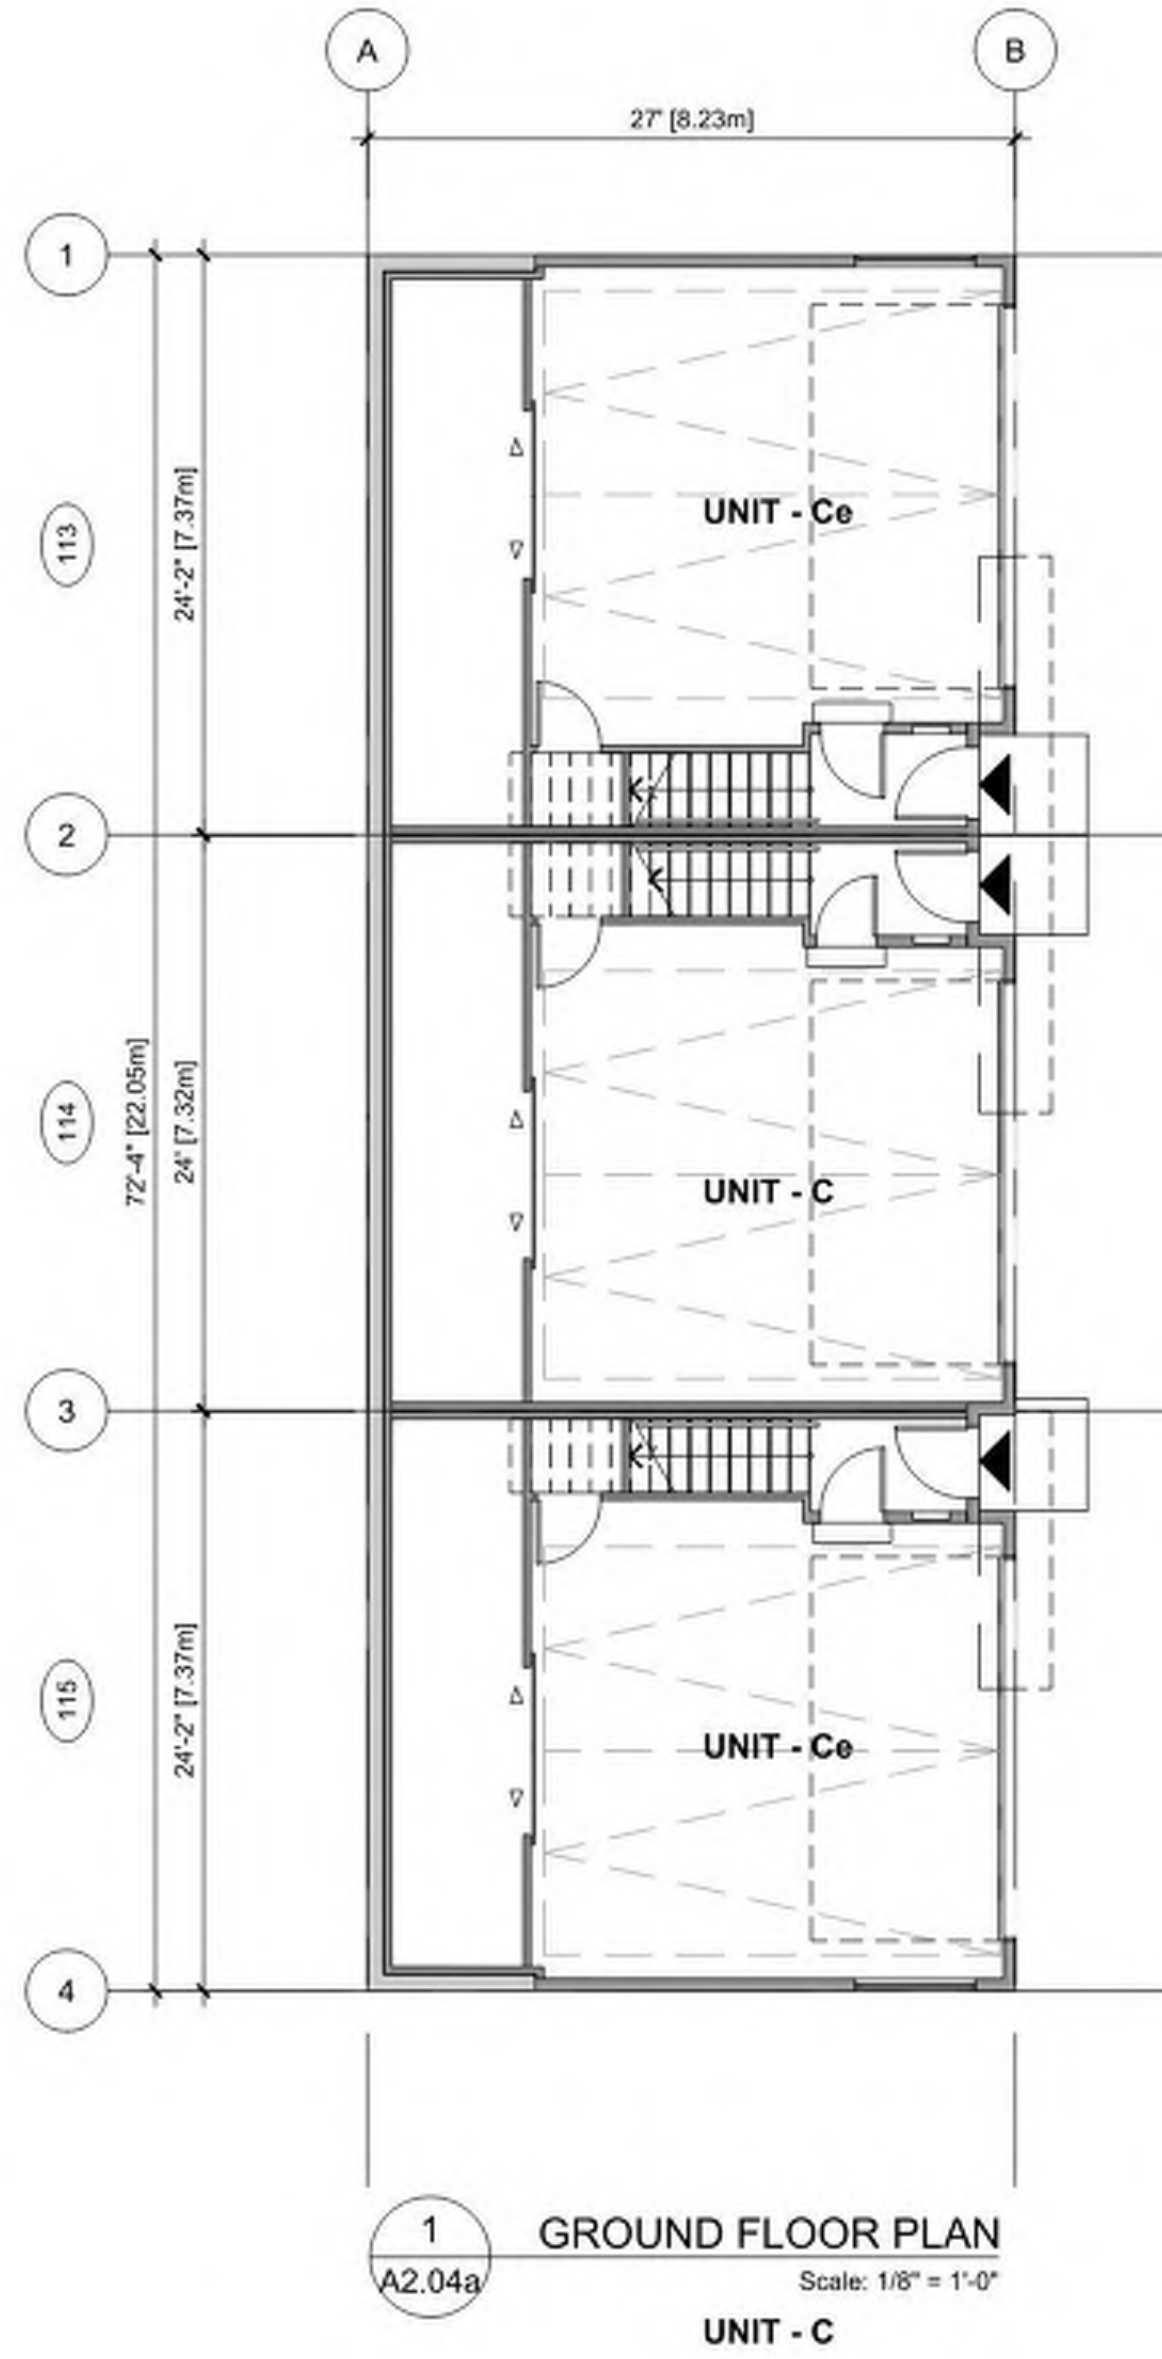 A
B
27' [8.23m]
1
113
24'-2" [7.37m]
UNIT - Ce
2
114
72'-4" [22.05m]
24' [7.32m]
UNIT - C
3
115
24'-2" [7.37m]
UNIT - Ce
4
1
A2.04a
GROUND FLOOR PLAN
Scale: 1/8" = 1'-0"
UNIT - C